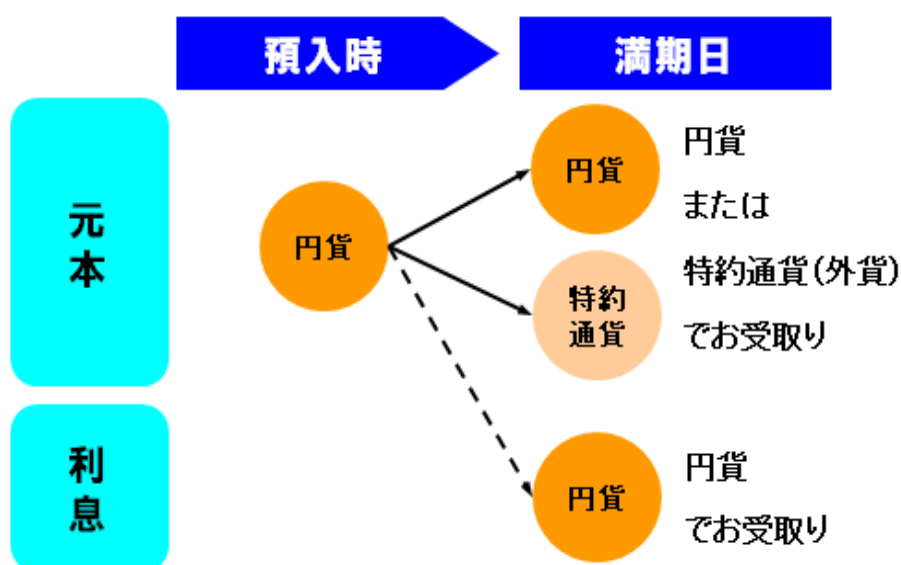 預入時
満期日
元本
円貨
円貨
特約
通貨
円貨
または
特約通貨(外貨)
でお受取り
利息
円貨
円貨
でお受取り